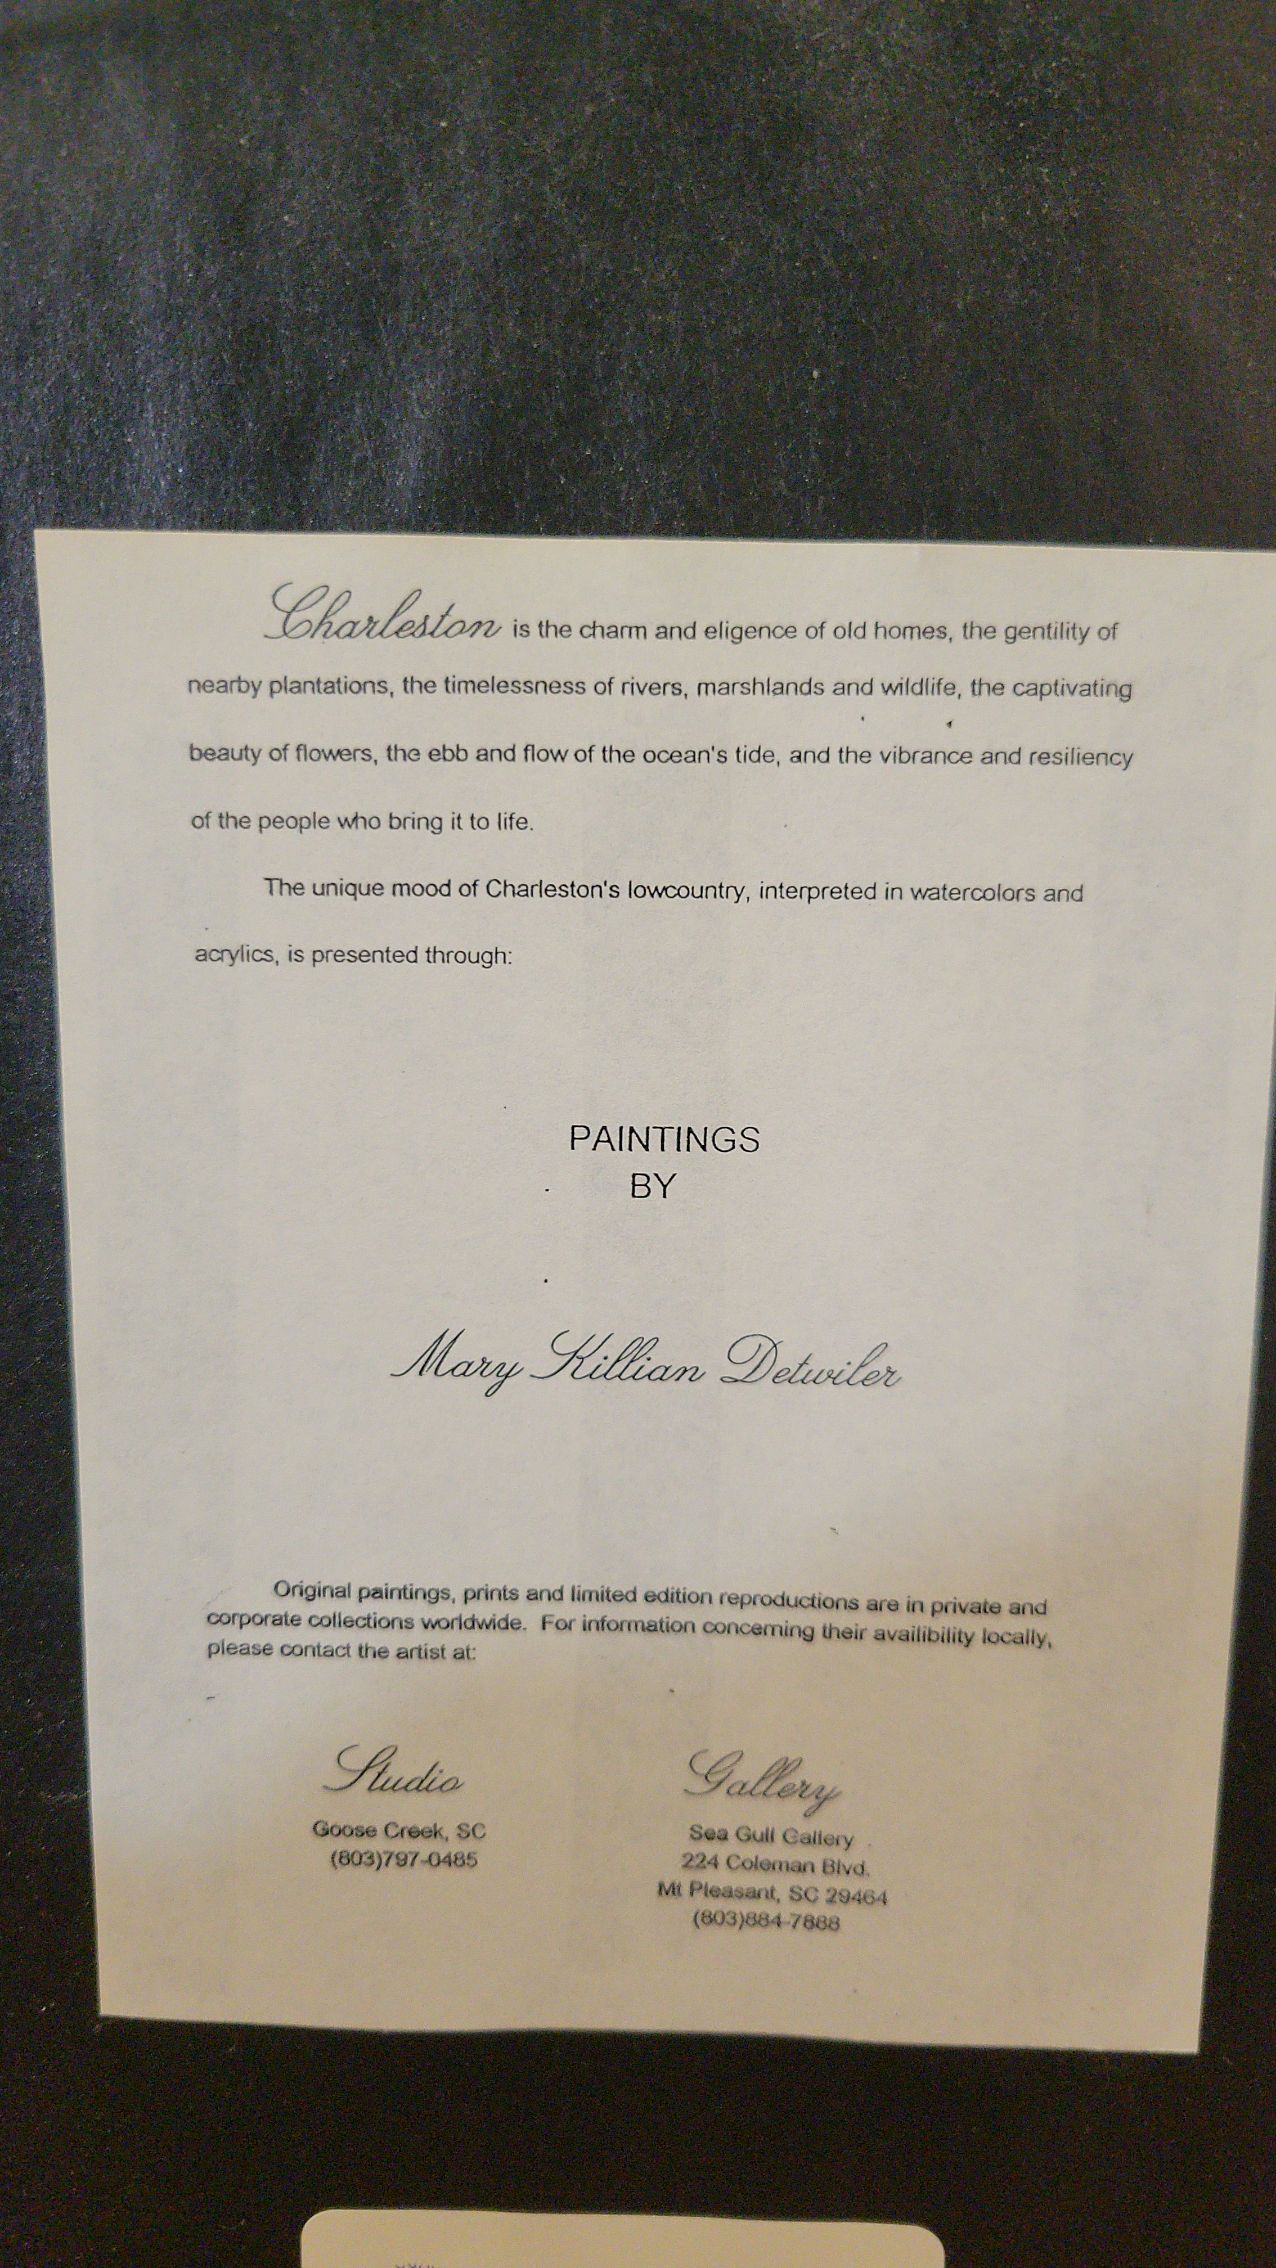 Charleston is the charm and eligence of old homes, the gentility of
nearby plantations, the timelessness of rivers, marshlands and wildlife, the captivating
beauty of flowers, the ebb and flow of the ocean's tide, and the vibrance and resiliency
of the people who bring it to life.
The unique mood of Charleston's lowcountry, interpreted in watercolors and
acrylics, is presented through:
PAINTINGS
BY
Mary Killian Detwiler
Original paintings, prints and limited edition reproductions are in private and
corporate collections worldwide. For information concerning their availibility locally,
please contact the artist at:
Studio
Goose Creek, SC
(803)797-0485
Gallery
Sea Gull Gallery
224 Coleman Blvd.
Mt Pleasant, SC 29464
(803)884-7888